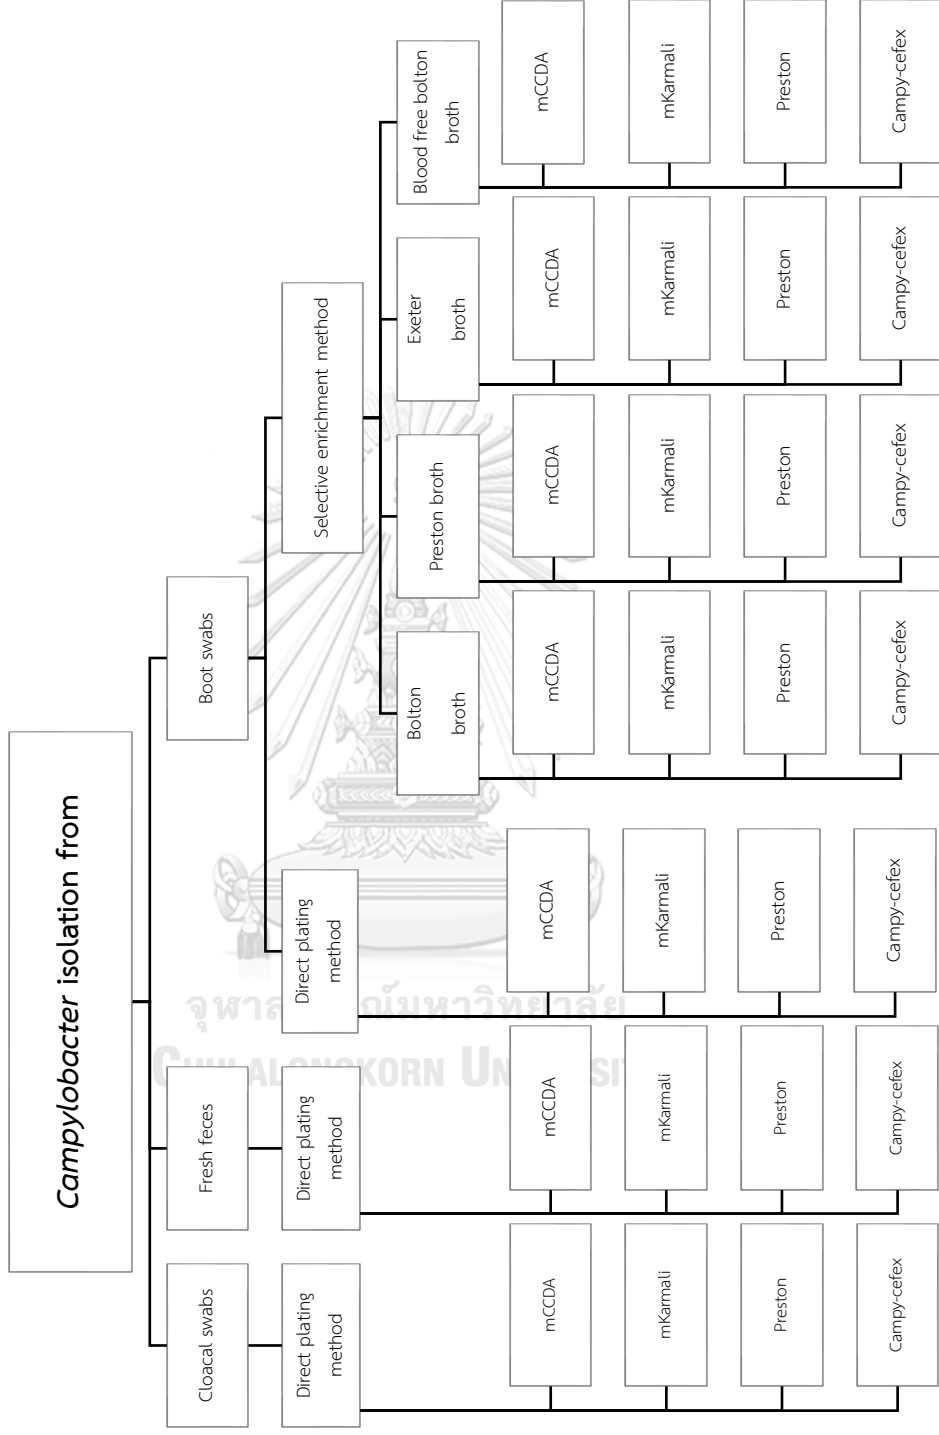 Campylobacter isolation from
Cloacal swabs
Direct plating
method
mCCDA
mKarmali
Preston
Campy-cefex
Fresh feces
Direct plating
method
mCCDA
mKarmali
Preston
Campy-cefex
Boot swabs
Direct plating
method
mCCDA
mKarmali
Preston
Campy-cefex
Selective enrichment method
Bolton
broth
mCCDA
mKarmali
Preston
Campy-cefex
Preston broth
mCCDA
mKarmali
Preston
Campy-cefex
Exeter
broth
mCCDA
mKarmali
Preston
Campy-cefex
Blood free bolton
broth
mCCDA
mKarmali
Preston
Campy-cefex
จุฬาลงกรณ์มหาวิทยาลัย
CHULALONGKORN UNIVERSITY